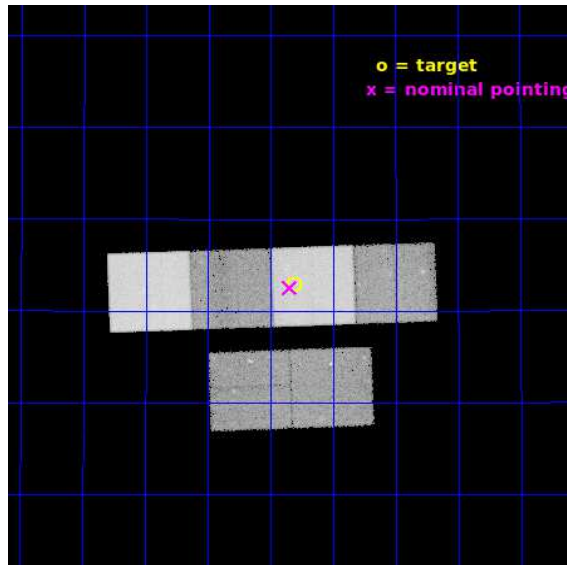 o = target
x = nominal pointing